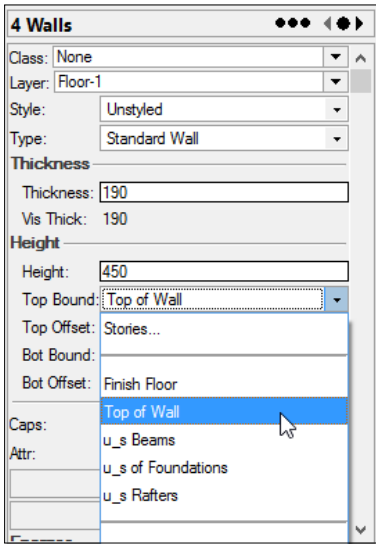 4 Walls
Class: None
Layer: Floor-1
Style: Unstyled
Type: Standard Wall
Thickness
Thickness: 190
Vis Thick: 190
Height
Height: 450
Top Bound: Top of Wall
Top Offset: Stories...
Bot Bound:
Bot Offset: Finish Floor
Top of Wall
Caps: u_s Beams
Attr: u_s of Foundations
u_s Rafters